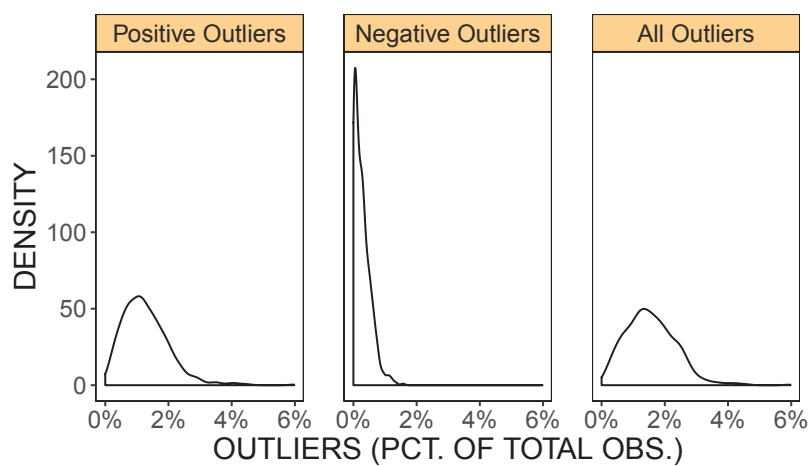 Positive Outliers
Negative Outliers
All Outliers
200
150
100
50
0
DENSITY
0% 2% 4% 6%
0% 2% 4% 6%
0% 2% 4% 6%
OUTLIERS (PCT. OF TOTAL OBS.)